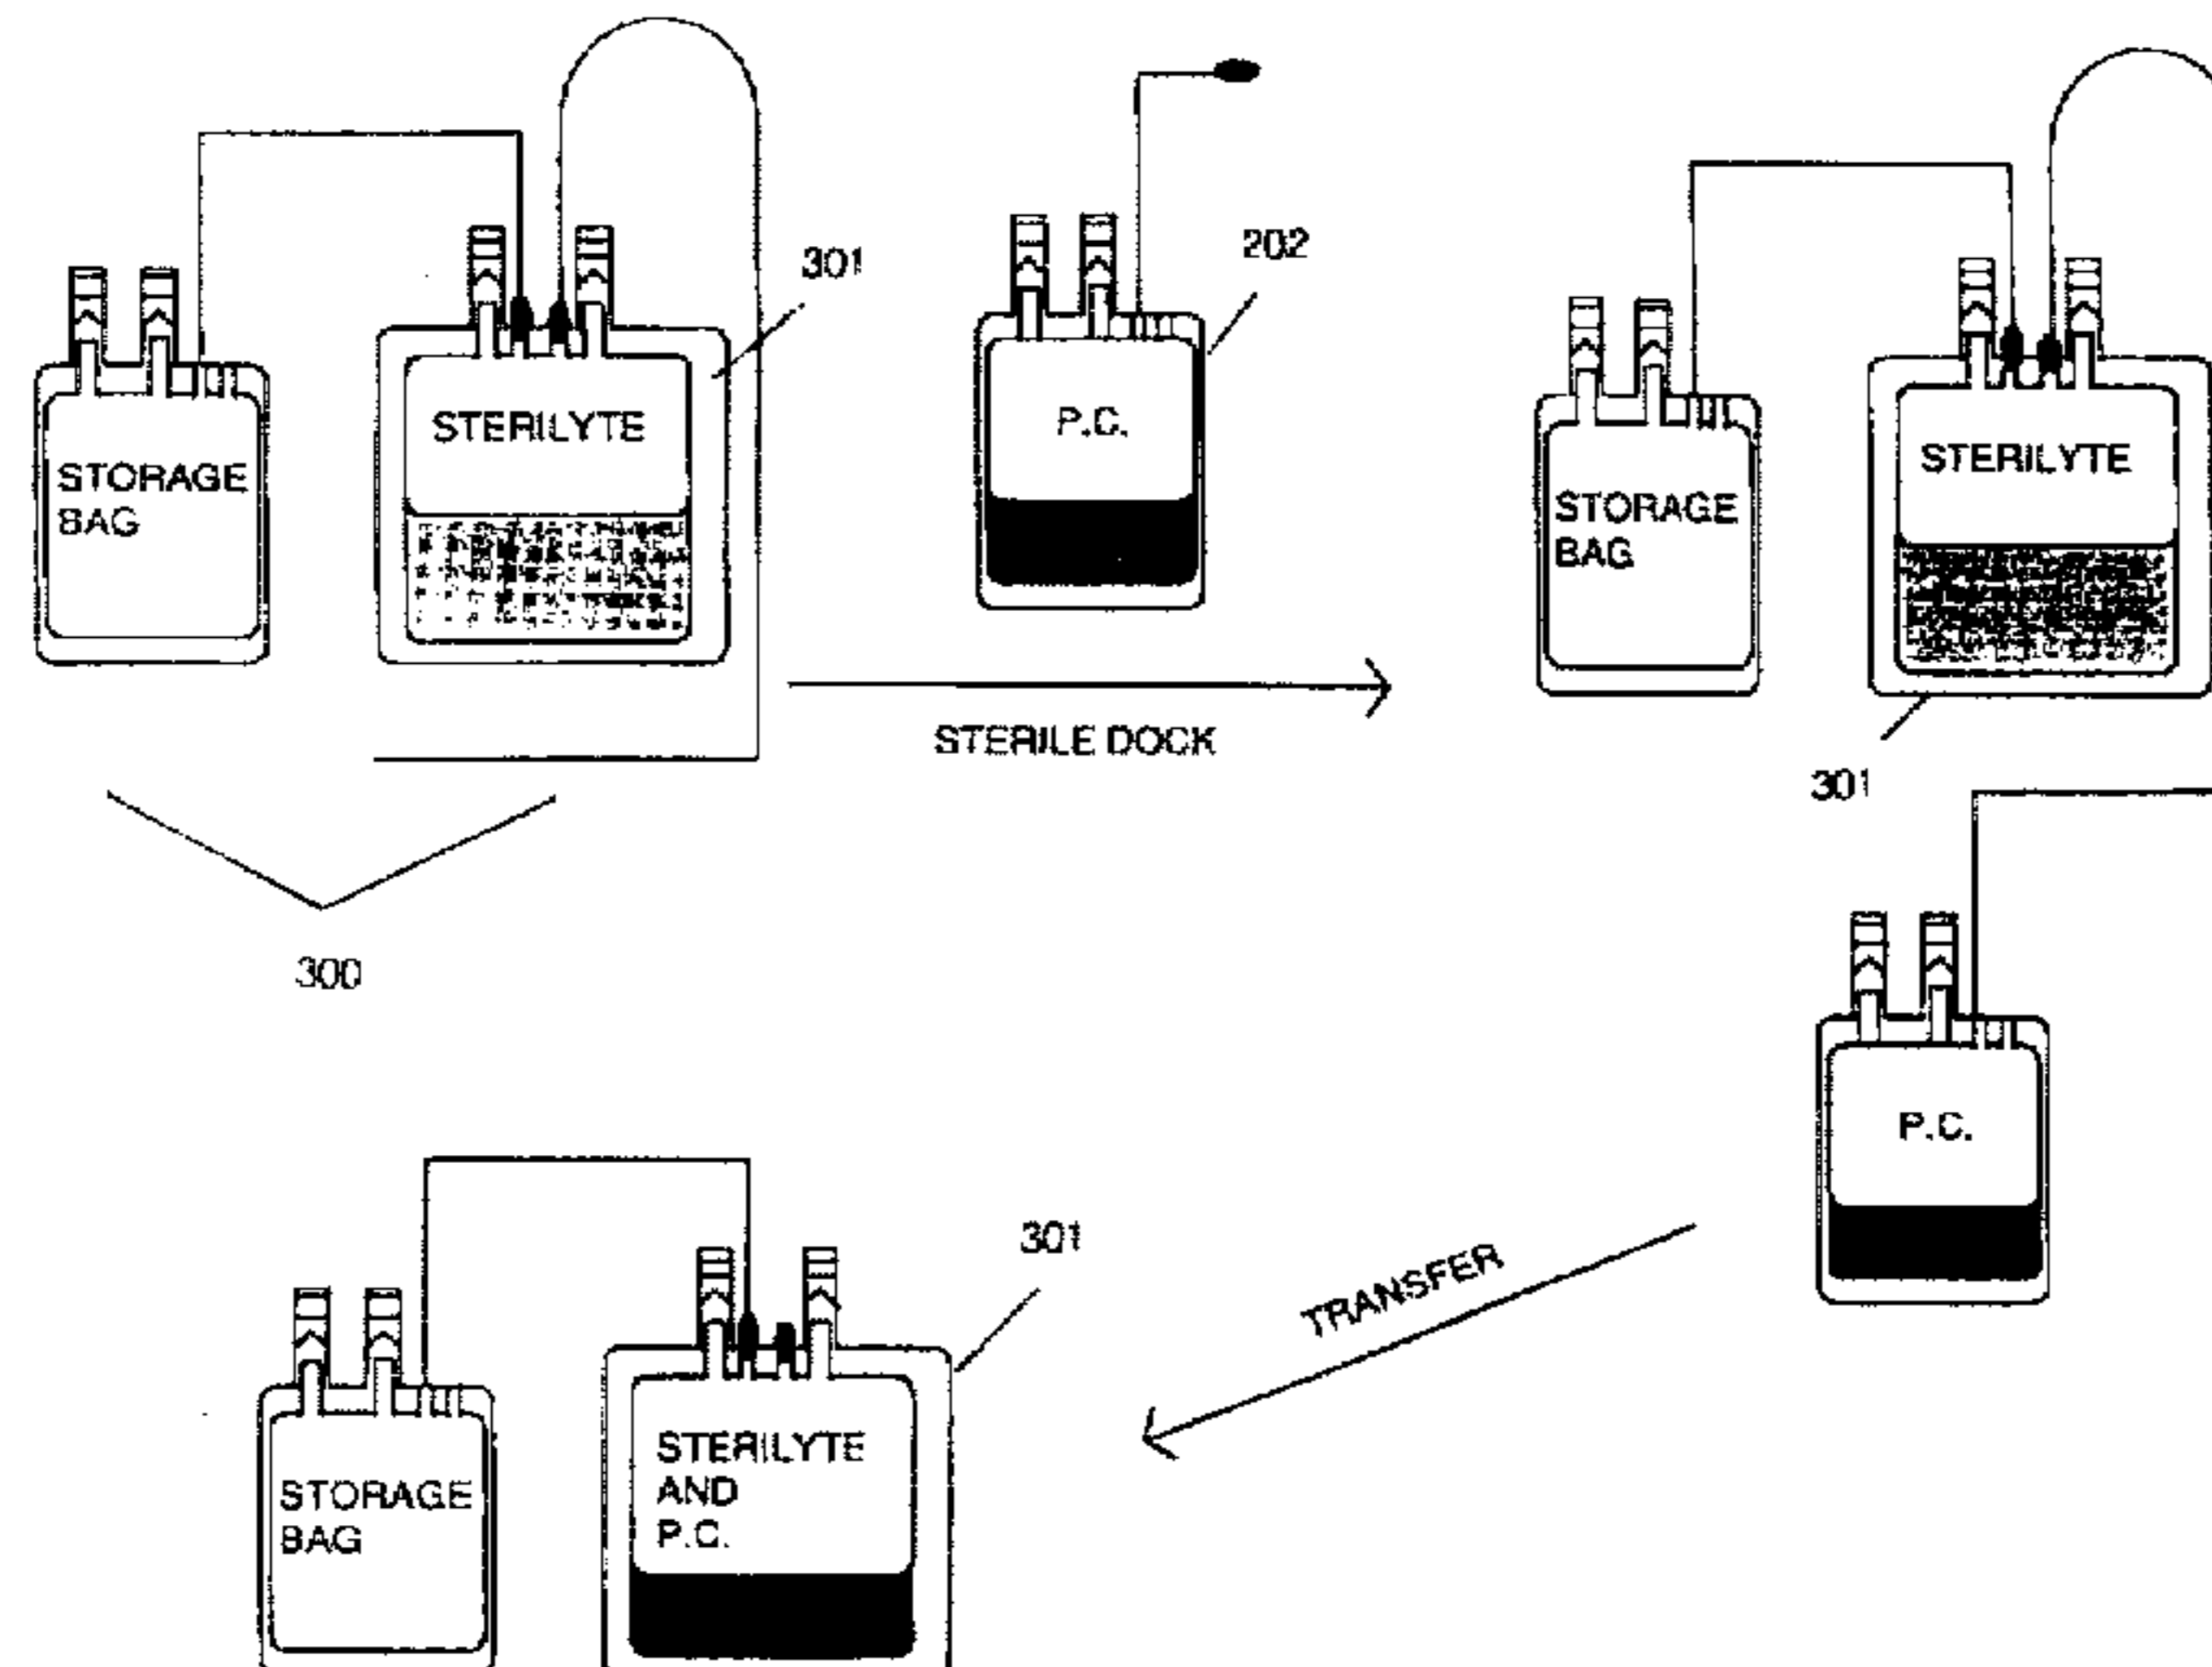 301
202
STERILYTE
P.C.
STORAGE
BAG
STERILYTE
STORAGE
BAG
STERILE DOCK
301
300
P.C.
301
TRANSFER
STERILYTE
AND
P.C.
STORAGE
BAG